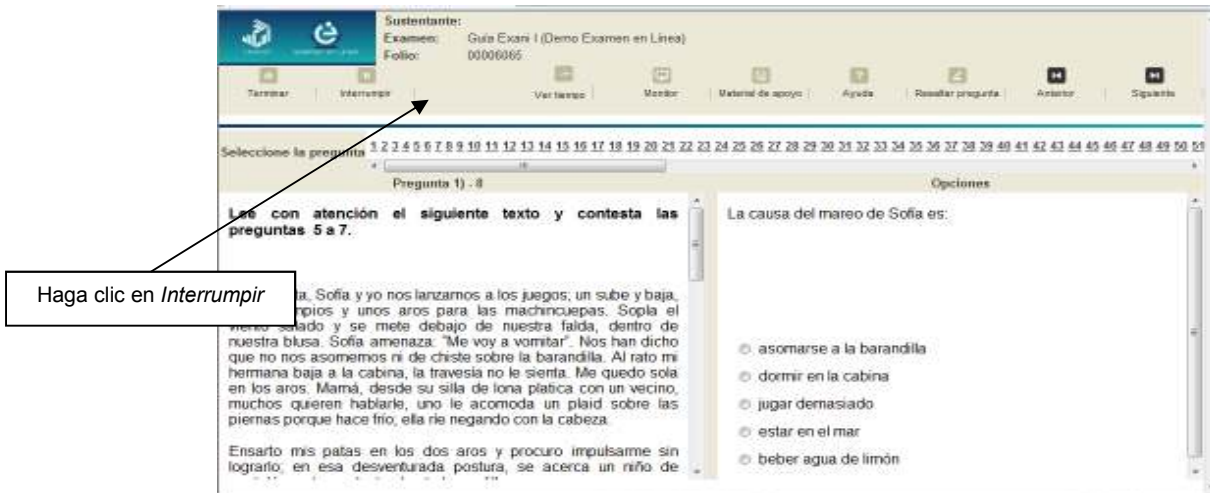 Sustentante:
Examen: Guia Exani I (Demo Examen en Línea)
Folio: 00006065
Terminar Interrumpir Ver tiempo Monitor Material de apoyo Ayuda Resaltar pregunta Anterior Siguiente
Seleccione la pregunta 1 2 3 4 5 6 7 8 9 10 11 12 13 14 15 16 17 18 19 20 21 22 23 24 25 26 27 28 29 30 31 32 33 34 35 36 37 38 39 40 41 42 43 44 45 46 47 48 49 50 51
Pregunta 1) - 8 Opciones
Lee con atención el siguiente texto y contesta las
preguntas 5 a 7.
La causa del mareo de Sofía es:
Haga clic en Interrumpir
Sofía y yo nos lanzamos a los juegos; un sube y baja,
y unos aros para las machincuepas. Sopla el
viento salado y se mete debajo de nuestra falda, dentro de
nuestra blusa. Sofía amenaza: "Me voy a vomitar". Nos han dicho
que no nos asomemos ni de chiste sobre la barandilla. Al rato mi
hermana baja a la cabina, la travesía no le sienta. Me quedo sola
en los aros. Mamá, desde su silla de lona platica con un vecino,
muchos quieren hablarle, uno le acomoda un plaid sobre las
piernas porque hace frío; ella ríe negando con la cabeza.
Ensarto mis patas en los dos aros y procuro impulsarme sin
lograrlo; en esa desventurada postura, se acerca un niño de
asomarse a la barandilla
dormir en la cabina
jugar demasiado
estar en el mar
beber agua de limón